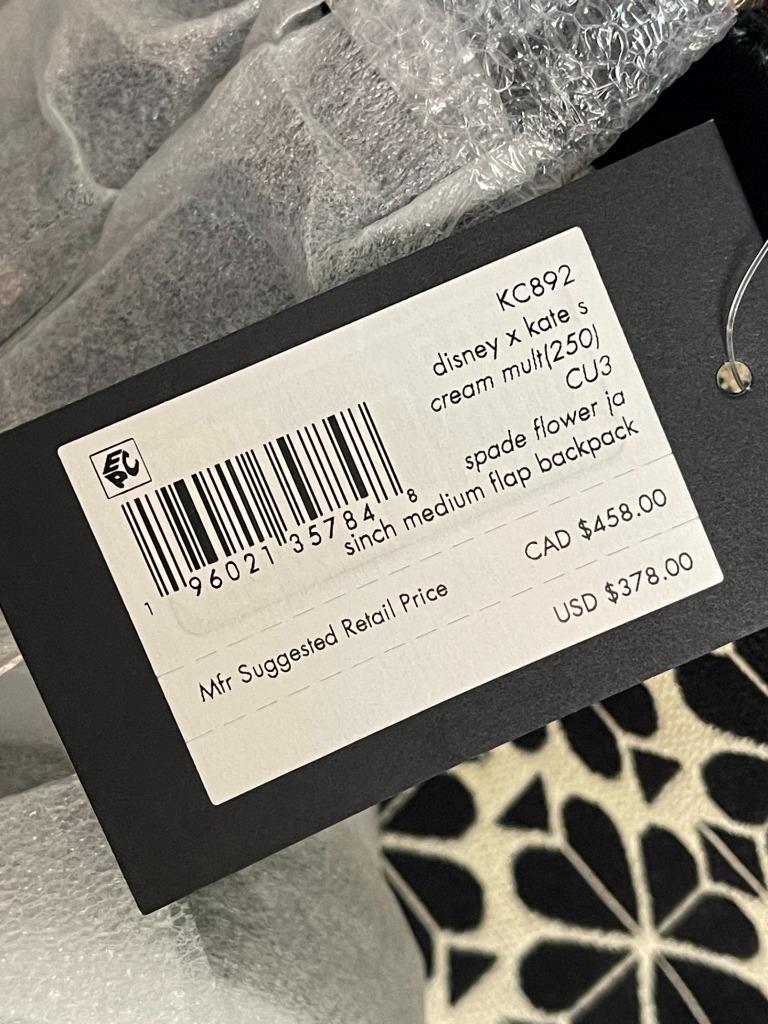 KC892
disney x kate s
cream mult(250)
CU3
spade flower ja
sinch medium flap backpack
EPC
1 96021 35784 8
CAD $458.00
Mfr Suggested Retail Price
USD $378.00